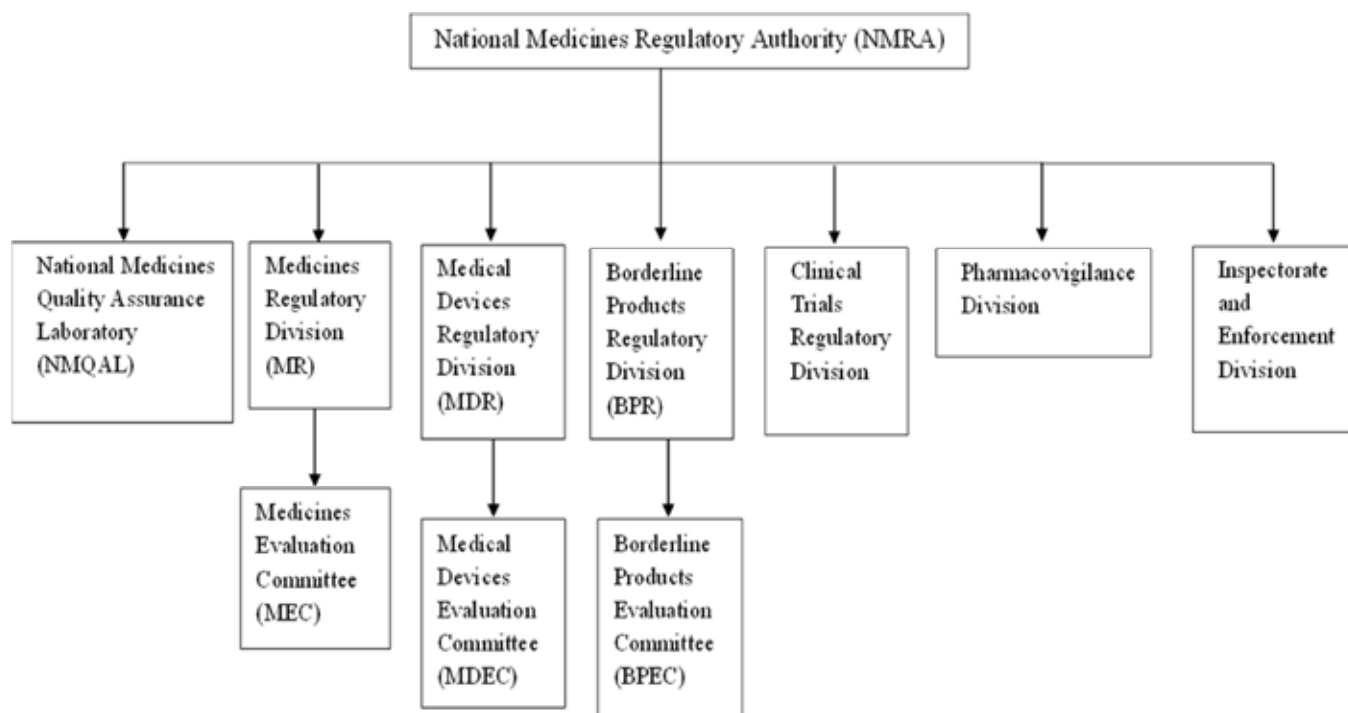 National Medicines Regulatory Authority (NMRA)
National Medicines
Quality Assurance
Laboratory
(NMQAL)
Medicines
Regulatory
Division
(MR)
Medical
Devices
Regulatory
Division
(MDR)
Borderline
Products
Regulatory
Division
(BPR)
Clinical
Trials
Regulatory
Division
Pharmacovigilance
Division
Inspectorate
and
Enforcement
Division
Medicines
Evaluation
Committee
(MEC)
Medical
Devices
Evaluation
Committee
(MDEC)
Borderline
Products
Evaluation
Committee
(BPEC)